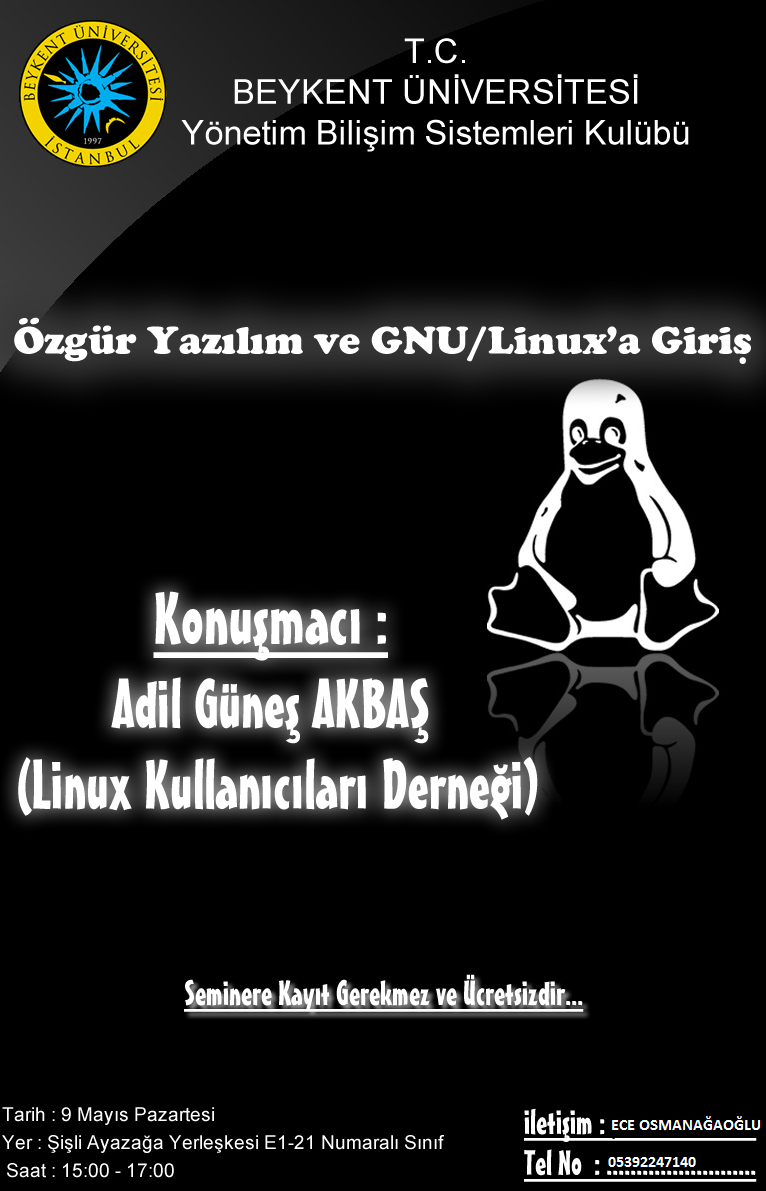 BEYKENT ÜNİVERSİTESİ
1997
İSTANBUL
T.C.
BEYKENT ÜNİVERSİTESİ
Yönetim Bilişim Sistemleri Kulübü
Özgür Yazılım ve GNU/Linux’a Giriş
Konuşmacı :
Adil Güneş AKBAŞ
(Linux Kullanıcıları Derneği)
Seminere Kayıt Gerekmez ve Ücretsizdir...
Tarih : 9 Mayıs Pazartesi
Yer : Şişli Ayazağa Yerleşkesi E1-21 Numaralı Sınıf
Saat : 15:00 - 17:00
iletişim : ECE OSMANAĞAOĞLU
Tel No : 05392247140